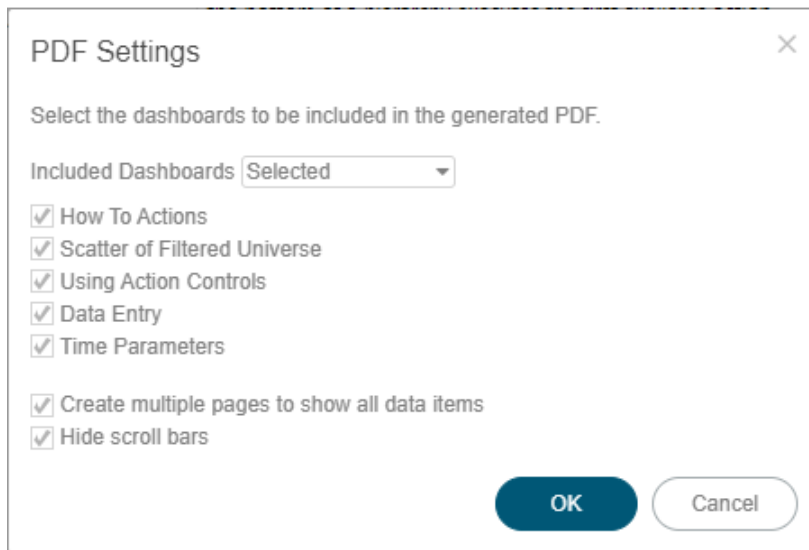 PDF Settings
Select the dashboards to be included in the generated PDF.
Included Dashboards Selected
How To Actions
Scatter of Filtered Universe
Using Action Controls
Data Entry
Time Parameters
Create multiple pages to show all data items
Hide scroll bars
OK Cancel